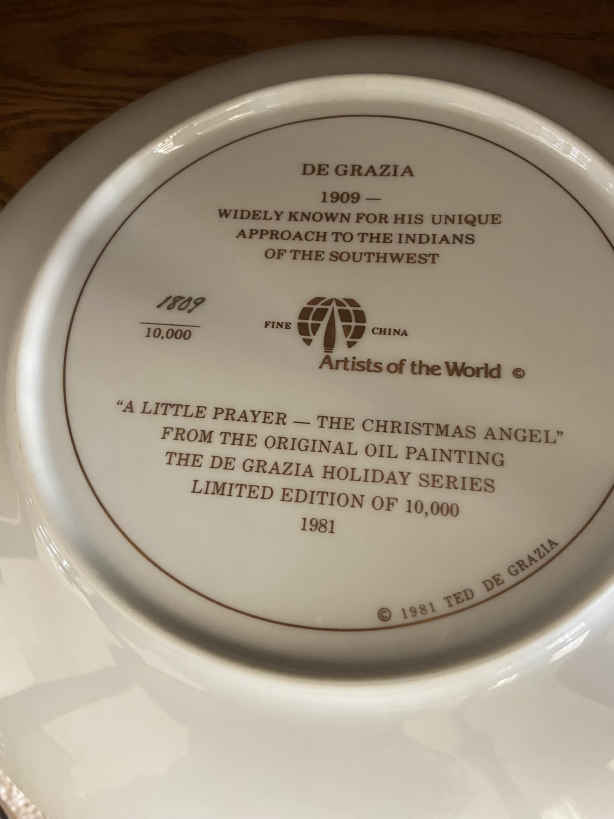 DE GRAZIA
1909 —
WIDELY KNOWN FOR HIS UNIQUE
APPROACH TO THE INDIANS
OF THE SOUTHWEST
1809
10,000
FINE CHINA
Artists of the World ©
“A LITTLE PRAYER — THE CHRISTMAS ANGEL”
FROM THE ORIGINAL OIL PAINTING
THE DE GRAZIA HOLIDAY SERIES
LIMITED EDITION OF 10,000
1981
© 1981 TED DE GRAZIA